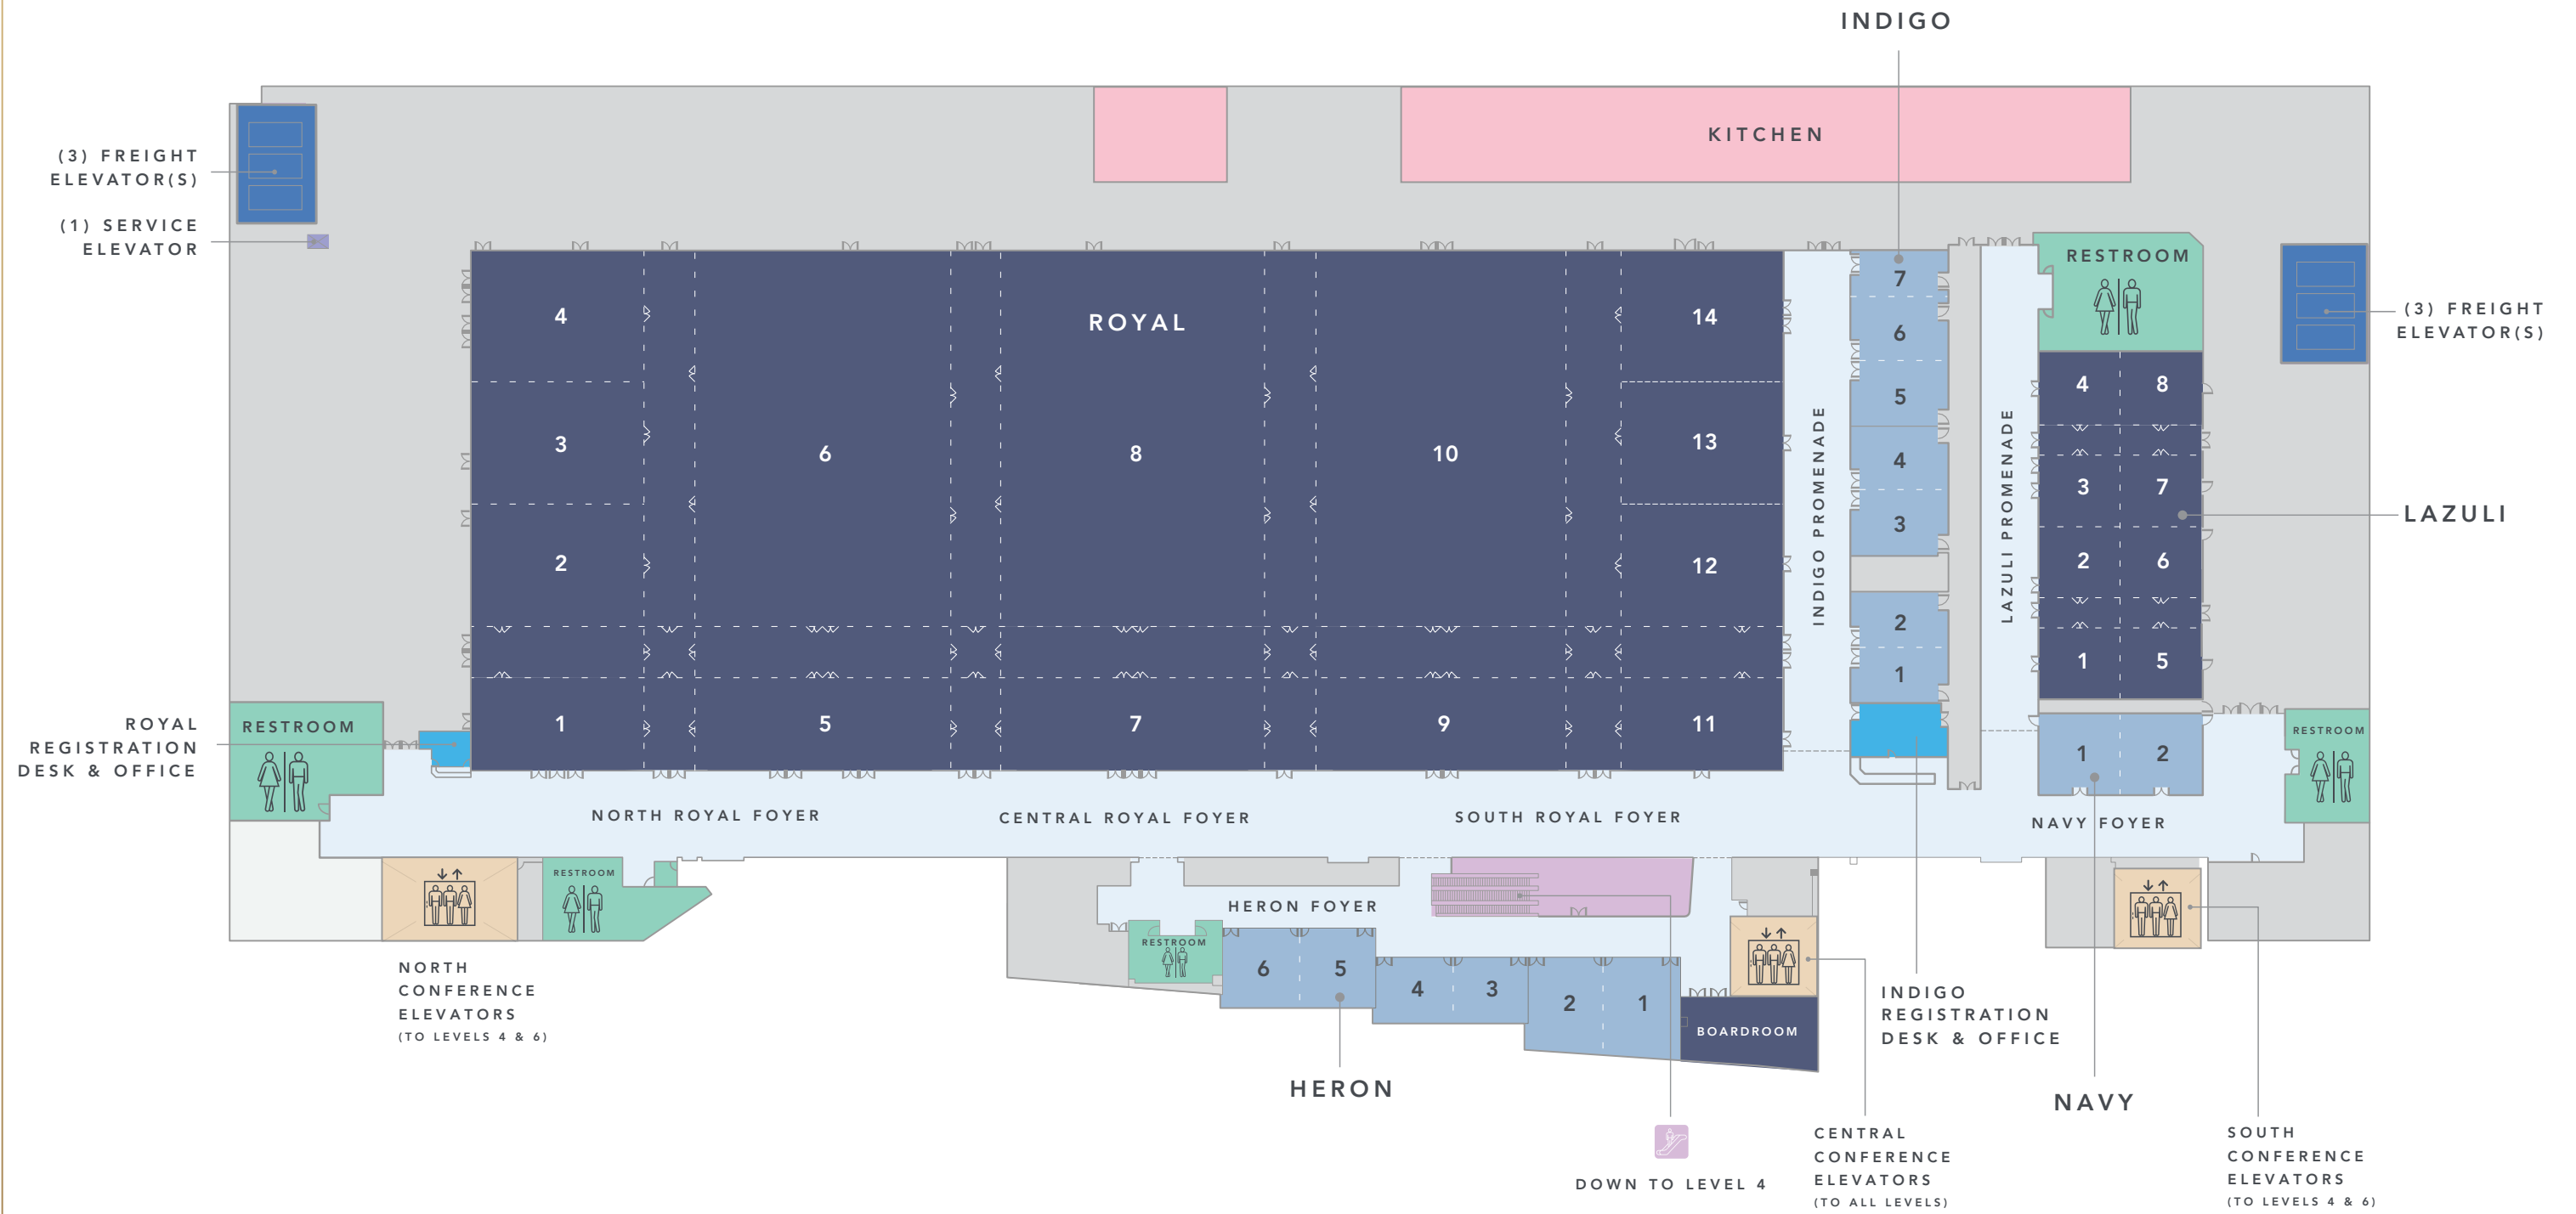 INDIGO
KITCHEN
(3) FREIGHT
ELEVATOR(S)
(1) SERVICE
ELEVATOR
RESTROOM
(3) FREIGHT
ELEVATOR(S)
ROYAL
4
3
2
1
6
5
8
7
10
9
14
13
12
11
INDIGO PROMENADE
7
6
5
4
3
2
1
LAZULI PROMENADE
4
8
3
7
2
6
1
5
LAZULI
ROYAL
REGISTRATION
DESK & OFFICE
RESTROOM
1
2
RESTROOM
NORTH ROYAL FOYER
CENTRAL ROYAL FOYER
SOUTH ROYAL FOYER
NAVY FOYER
RESTROOM
HERON FOYER
RESTROOM
6
5
4
3
2
1
BOARDROOM
NORTH
CONFERENCE
ELEVATORS
(TO LEVELS 4 & 6)
HERON
INDIGO
REGISTRATION
DESK & OFFICE
NAVY
DOWN TO LEVEL 4
CENTRAL
CONFERENCE
ELEVATORS
(TO ALL LEVELS)
SOUTH
CONFERENCE
ELEVATORS
(TO LEVELS 4 & 6)